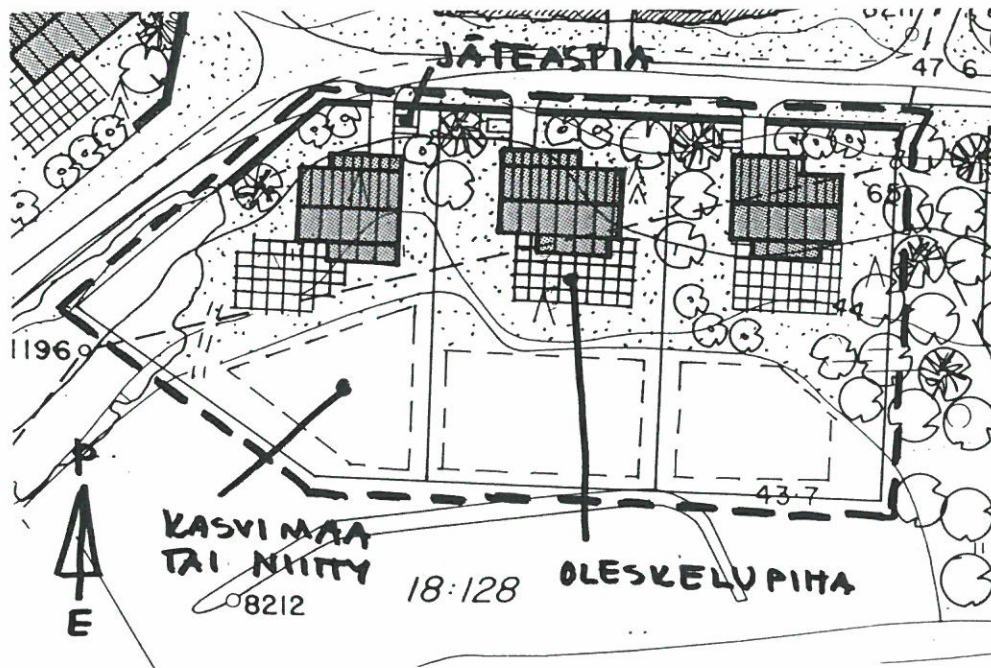 JÄTEASTIA
47 6
65
44
1196
43·7
P
E
KASVIMAA
TAI NIITTY
OLESKELUPIHA
18:128
8212